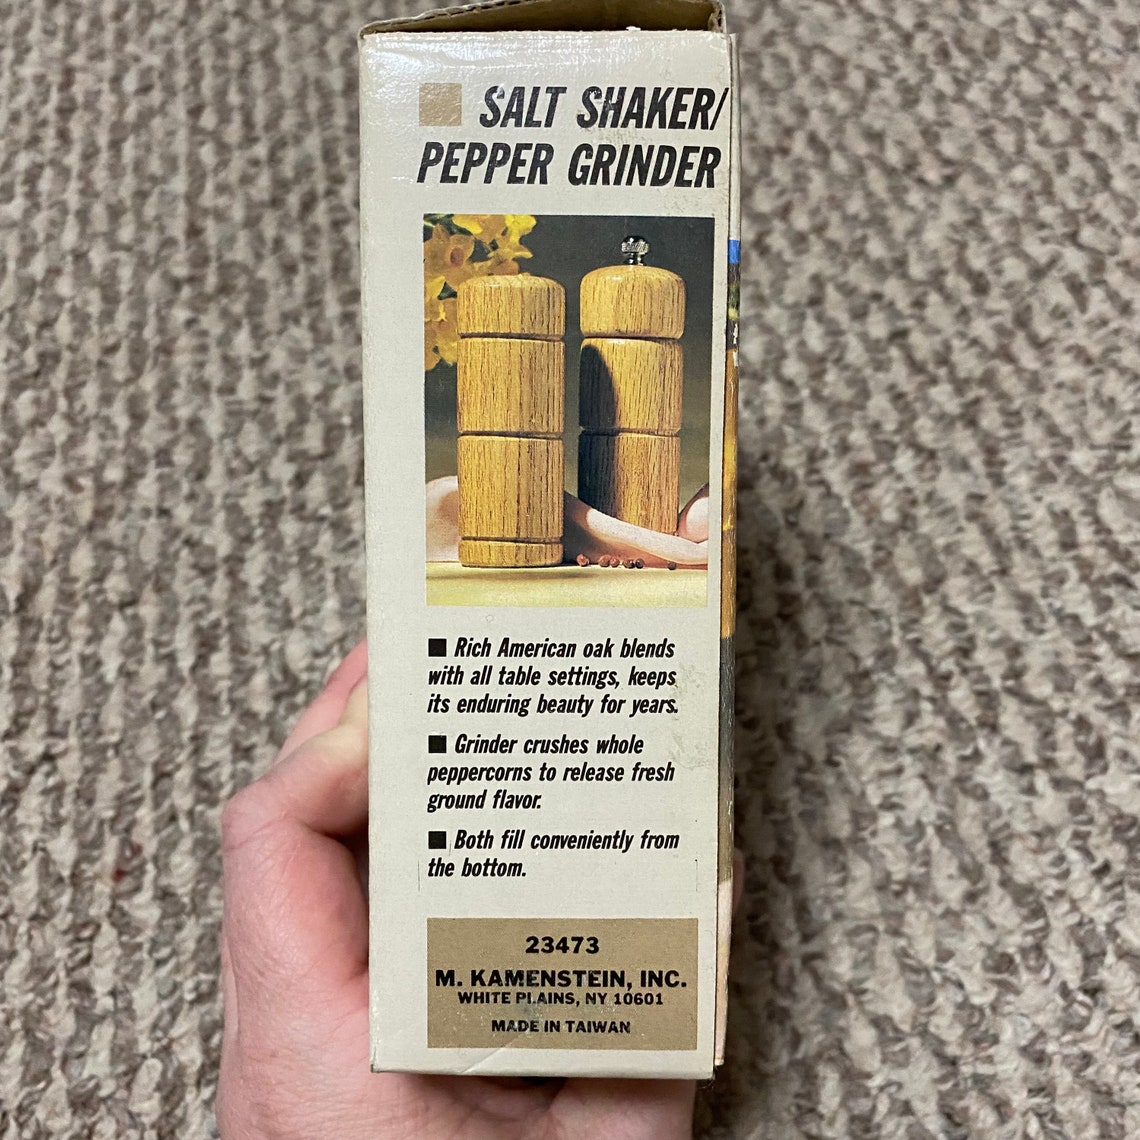 SALT SHAKER/
PEPPER GRINDER
Rich American oak blends
with all table settings, keeps
its enduring beauty for years.
Grinder crushes whole
peppercorns to release fresh
ground flavor.
Both fill conveniently from
the bottom.
23473
M. KAMENSTEIN, INC.
WHITE PLAINS, NY 10601
MADE IN TAIWAN